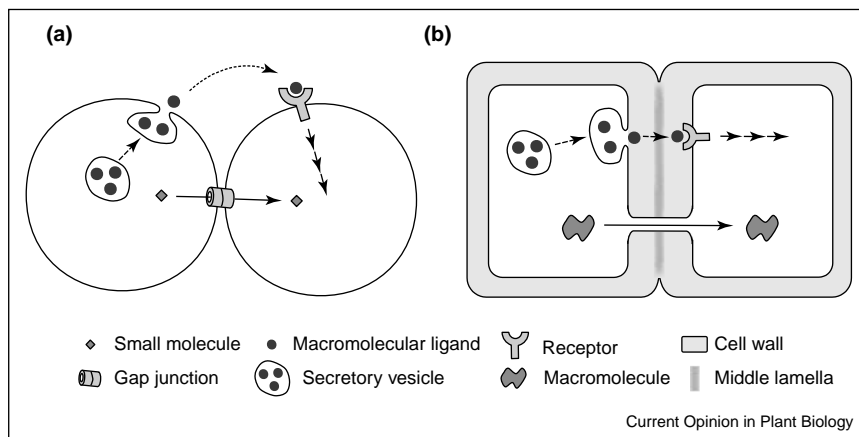 (a)
(b)
Small molecule
Macromolecular ligand
Receptor
Cell wall
Gap junction
Secretory vesicle
Macromolecule
Middle lamella
Current Opinion in Plant Biology